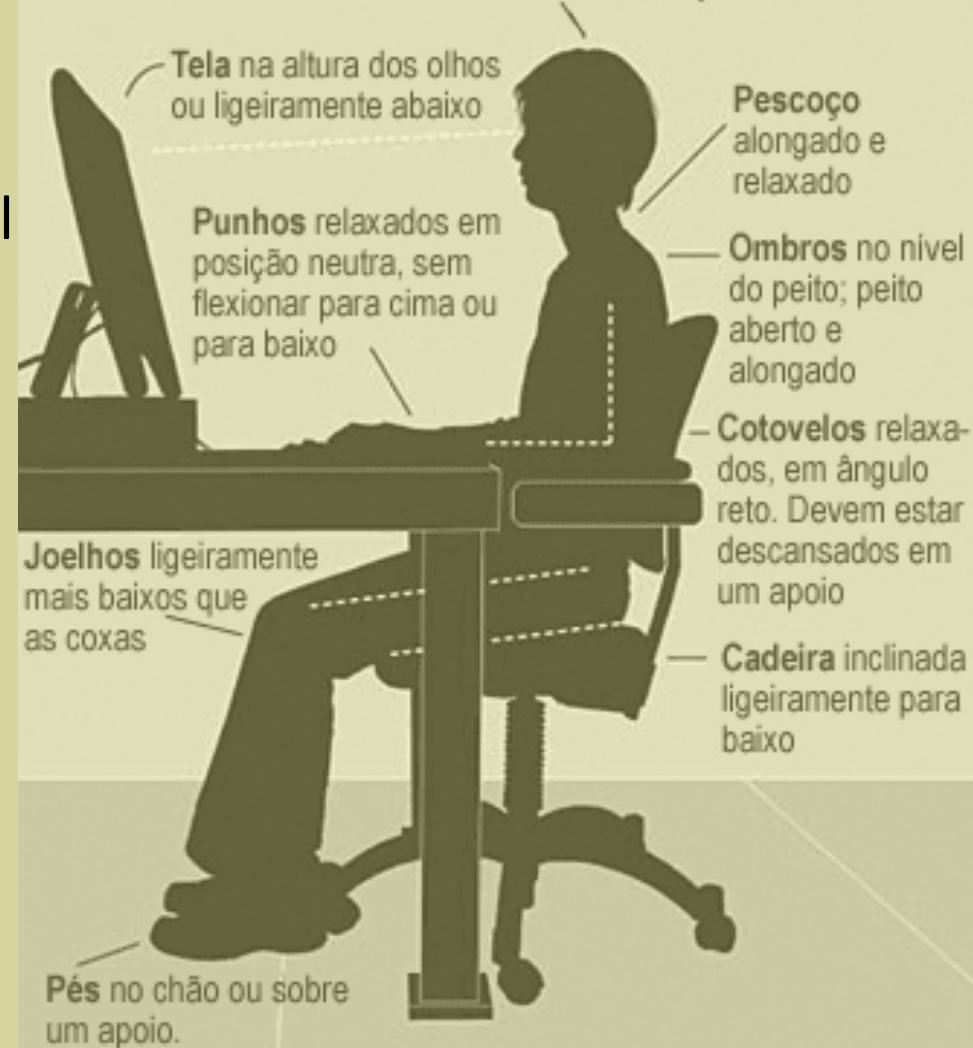 Tela na altura dos olhos
ou ligeiramente abaixo
Pescoço
alongado e
relaxado
Punhos relaxados em
posição neutra, sem
flexionar para cima ou
para baixo
Ombros no nível
do peito; peito
aberto e
alongado
Cotovelos relaxa-
dos, em ângulo
reto. Devem estar
descansados em
um apoio
Joelhos ligeiramente
mais baixos que
as coxas
Cadeira inclinada
ligeiramente para
baixo
Pés no chão ou sobre
um apoio.